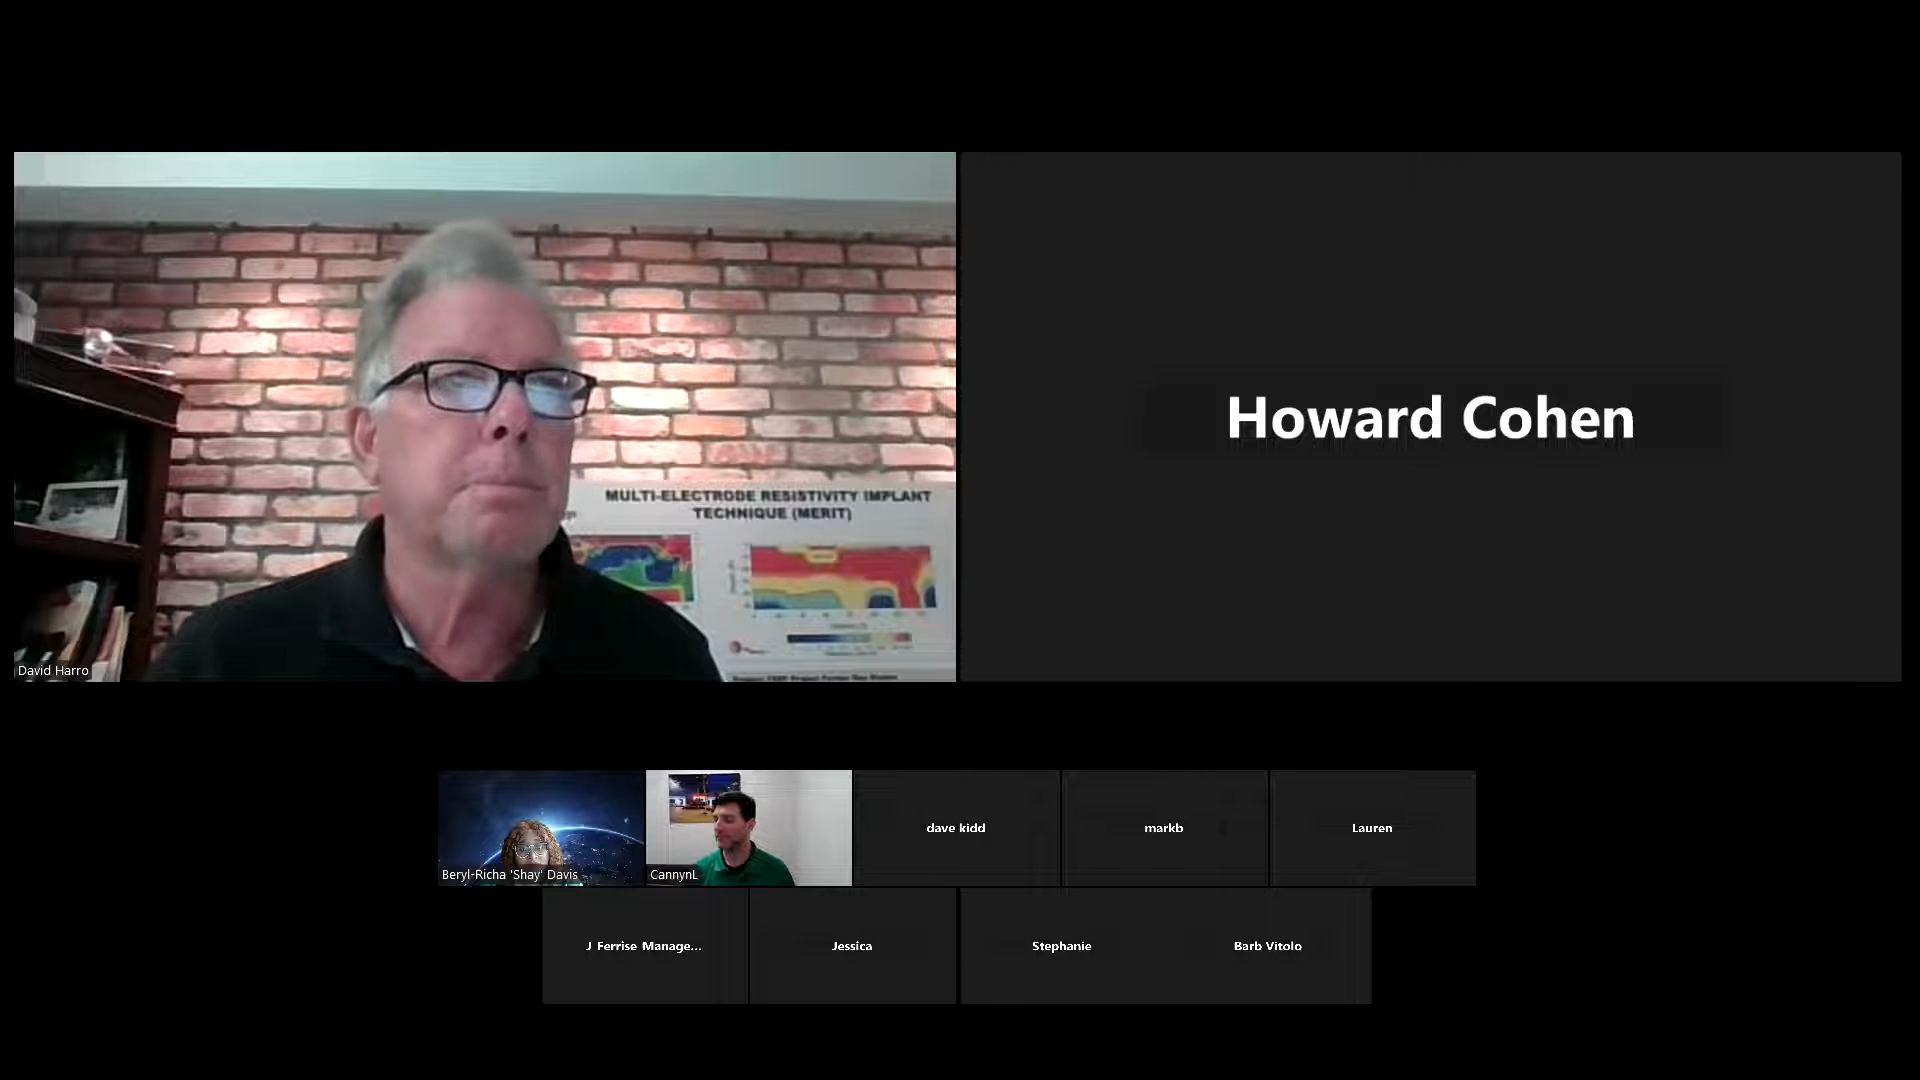 MULTI-ELECTRODE RESISTIVITY IMPLANT
TECHNIQUE (MERIT)
David Harro
Howard Cohen
Beryl-Richa 'Shay' Davis
CannynL
dave kidd
markb
Lauren
J Ferrise Manage...
Jessica
Stephanie
Barb Vitolo